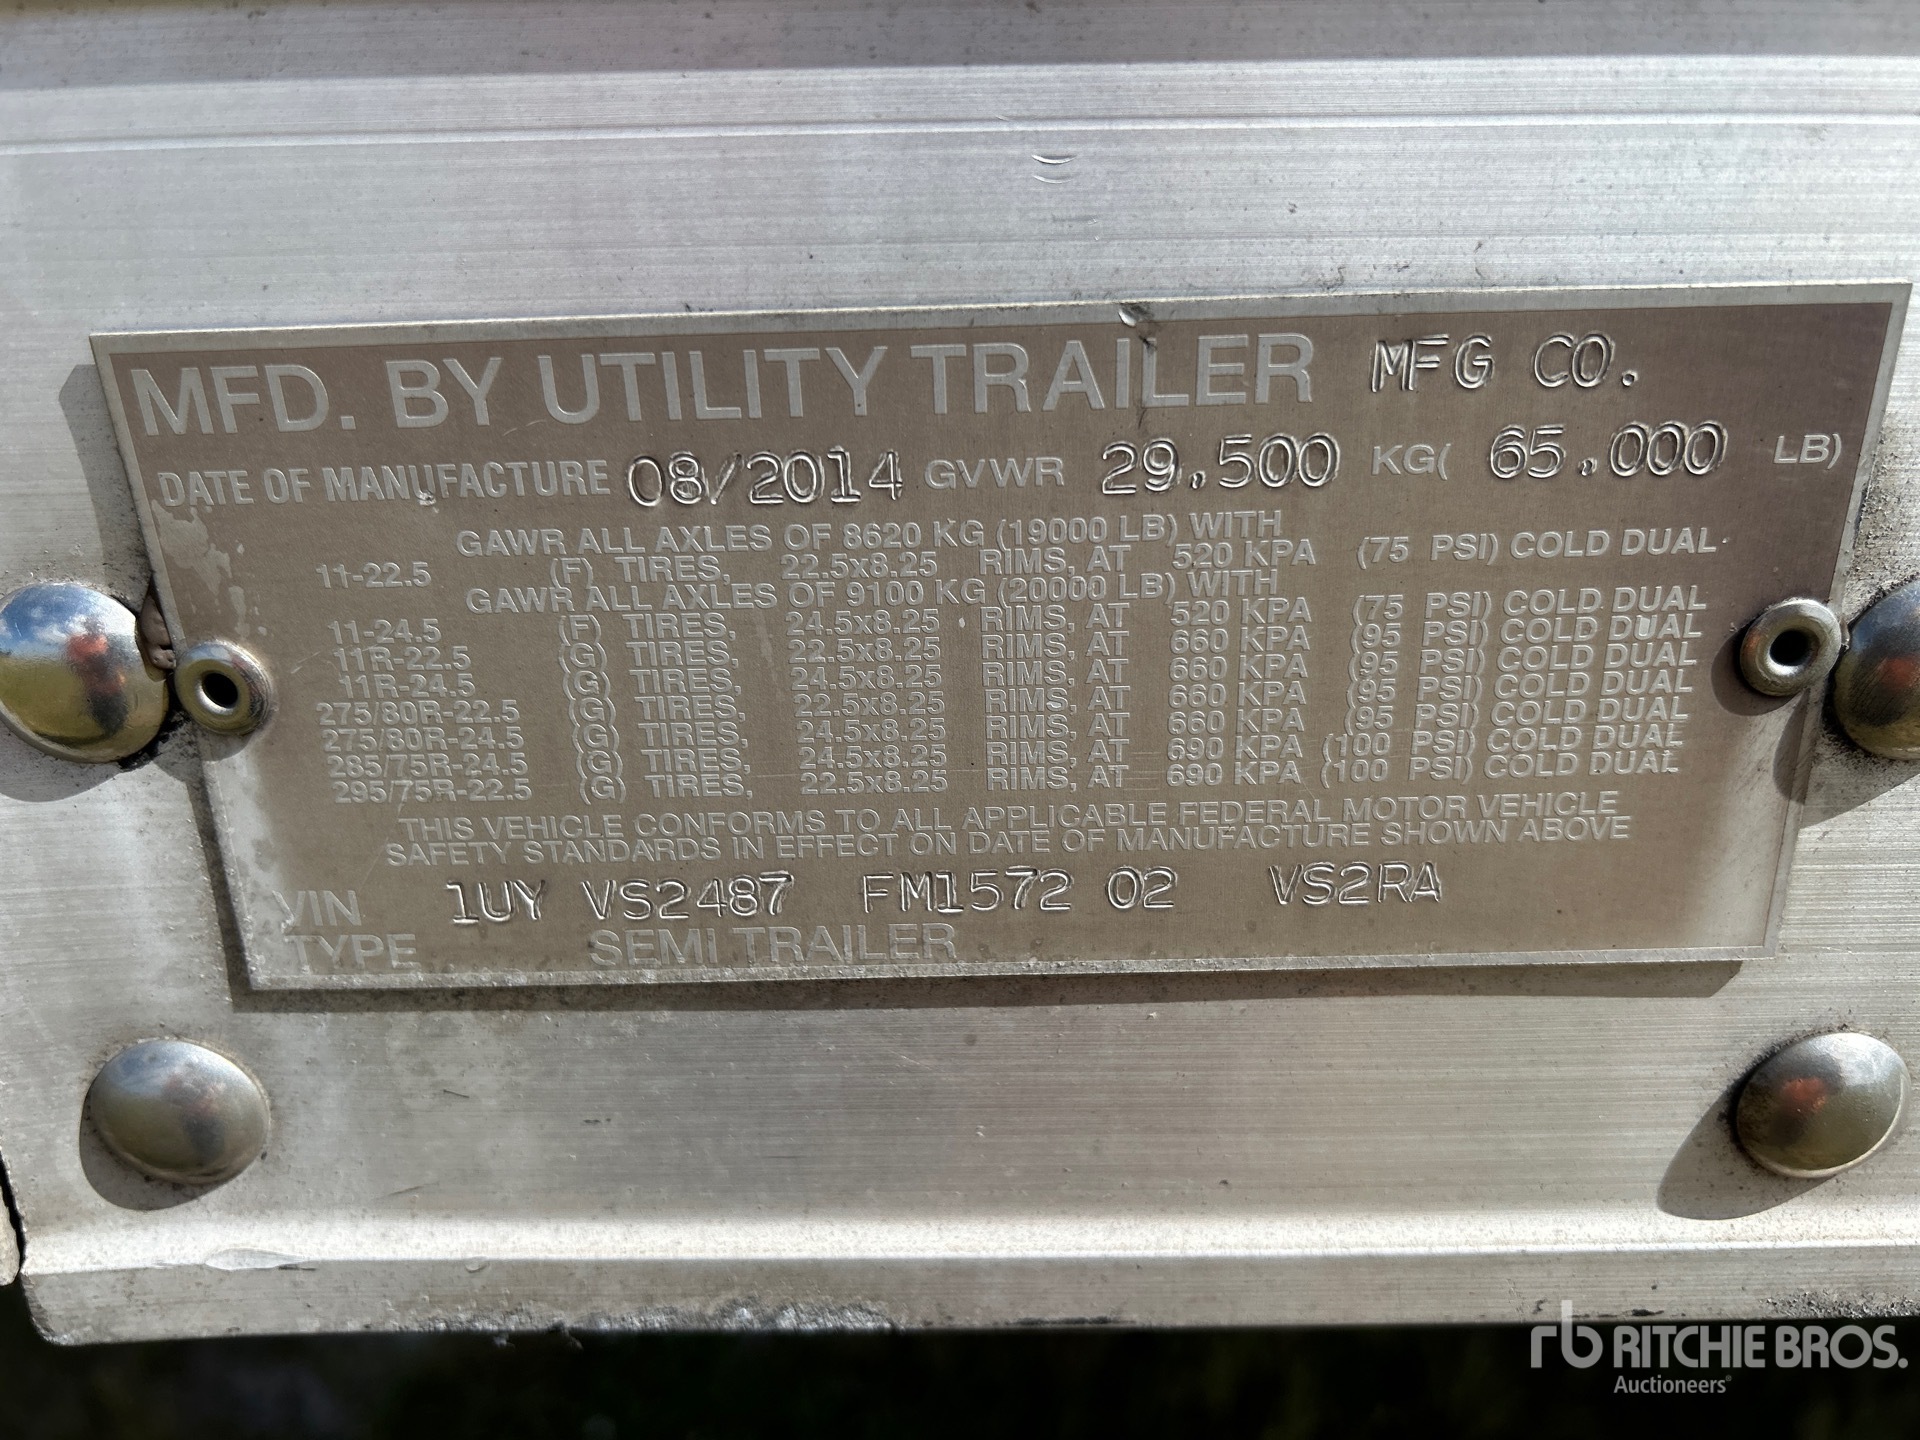 MFD. BY UTILITY TRAILER MFG CO.
DATE OF MANUFACTURE 08/2014 GVWR 29,500 KG( 65,000 LB)
GAWR ALL AXLES OF 8620 KG (19000 LB) WITH
11-22.5 (F) TIRES, 22.5x8.25 RIMS, AT 520 KPA (75 PSI) COLD DUAL
GAWR ALL AXLES OF 9100 KG (20000 LB) WITH
11-24.5 (F) TIRES, 24.5x8.25 RIMS, AT 520 KPA (75 PSI) COLD DUAL
11R-22.5 (G) TIRES, 22.5x8.25 RIMS, AT 660 KPA (95 PSI) COLD DUAL
11R-24.5 (G) TIRES, 24.5x8.25 RIMS, AT 660 KPA (95 PSI) COLD DUAL
275/80R-22.5 (G) TIRES, 22.5x8.25 RIMS, AT 660 KPA (95 PSI) COLD DUAL
275/80R-24.5 (G) TIRES, 24.5x8.25 RIMS, AT 660 KPA (95 PSI) COLD DUAL
285/75R-24.5 (G) TIRES, 24.5x8.25 RIMS, AT 690 KPA (100 PSI) COLD DUAL
295/75R-22.5 (G) TIRES, 22.5x8.25 RIMS, AT 690 KPA (100 PSI) COLD DUAL
THIS VEHICLE CONFORMS TO ALL APPLICABLE FEDERAL MOTOR VEHICLE
SAFETY STANDARDS IN EFFECT ON DATE OF MANUFACTURE SHOWN ABOVE
VIN 1UY VS2487 FM1572 02 VS2RA
TYPE SEMI TRAILER
rb RITCHIE BROS.
Auctioneers®